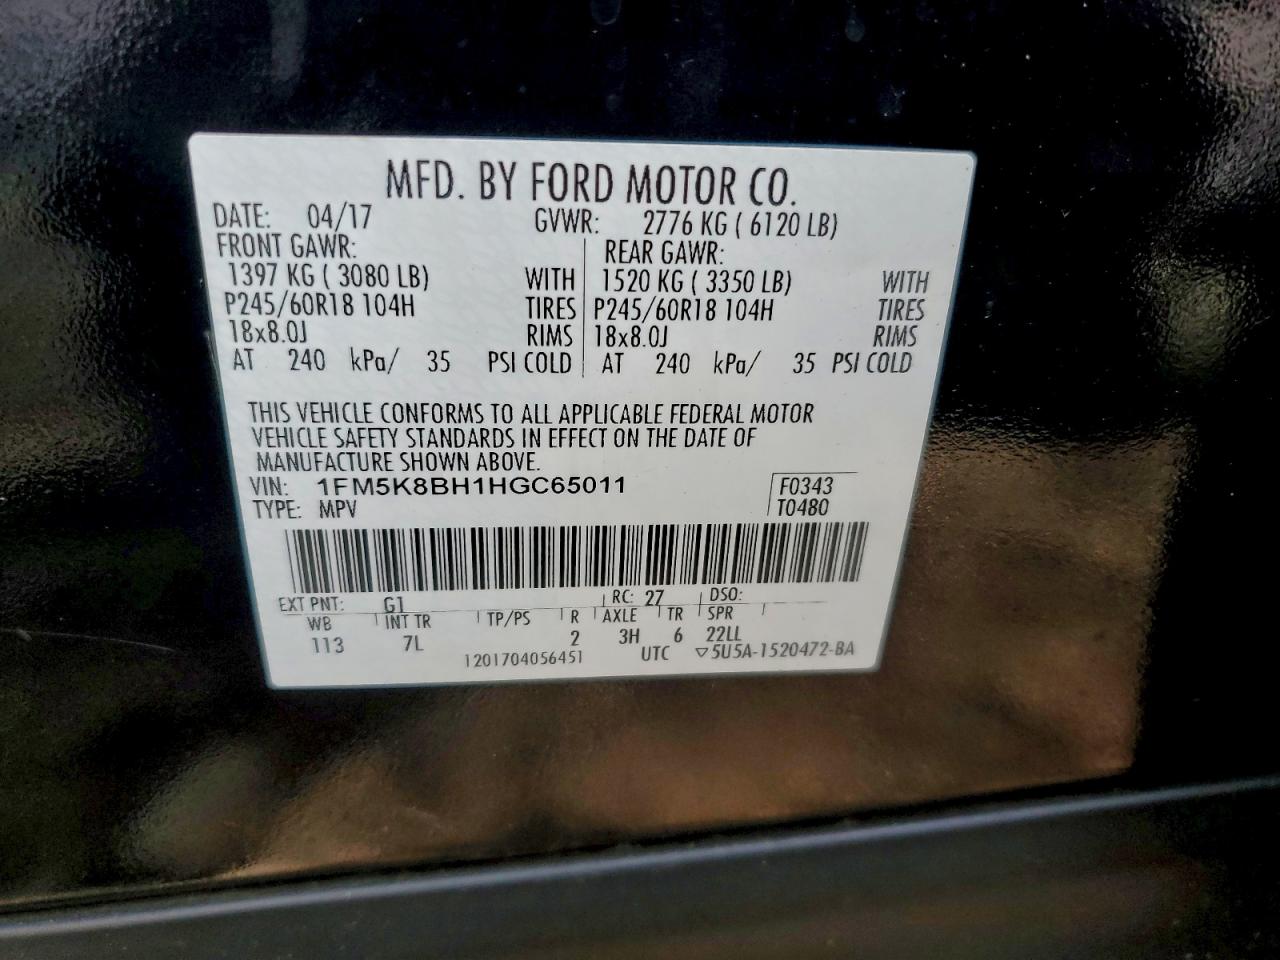 MFD. BY FORD MOTOR CO.
DATE: 04/17 GVWR: 2776 KG ( 6120 LB)
FRONT GAWR: REAR GAWR:
1397 KG ( 3080 LB) WITH 1520 KG ( 3350 LB) WITH
P245/60R18 104H TIRES P245/60R18 104H TIRES
18x8.0J RIMS 18x8.0J RIMS
AT 240 kPa/ 35 PSI COLD AT 240 kPa/ 35 PSI COLD
THIS VEHICLE CONFORMS TO ALL APPLICABLE FEDERAL MOTOR
VEHICLE SAFETY STANDARDS IN EFFECT ON THE DATE OF
MANUFACTURE SHOWN ABOVE.
VIN: 1FM5K8BH1HGC65011 F0343
TYPE: MPV T0480
EXT PNT: G1 RC: 27 DSO:
WB INT TR TP/PS R AXLE TR SPR
113 7L 2 3H 6 22LL
1201704056451 UTC ▽5U5A-1520472-BA